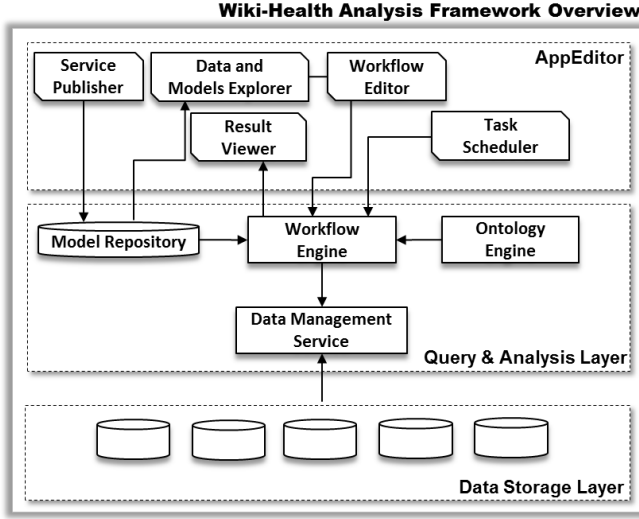 Wiki-Health Analysis Framework Overview
AppEditor
Service
Publisher
Data and
Models Explorer
Workflow
Editor
Result
Viewer
Task
Scheduler
Model Repository
Workflow
Engine
Ontology
Engine
Data Management
Service
Query & Analysis Layer
Data Storage Layer